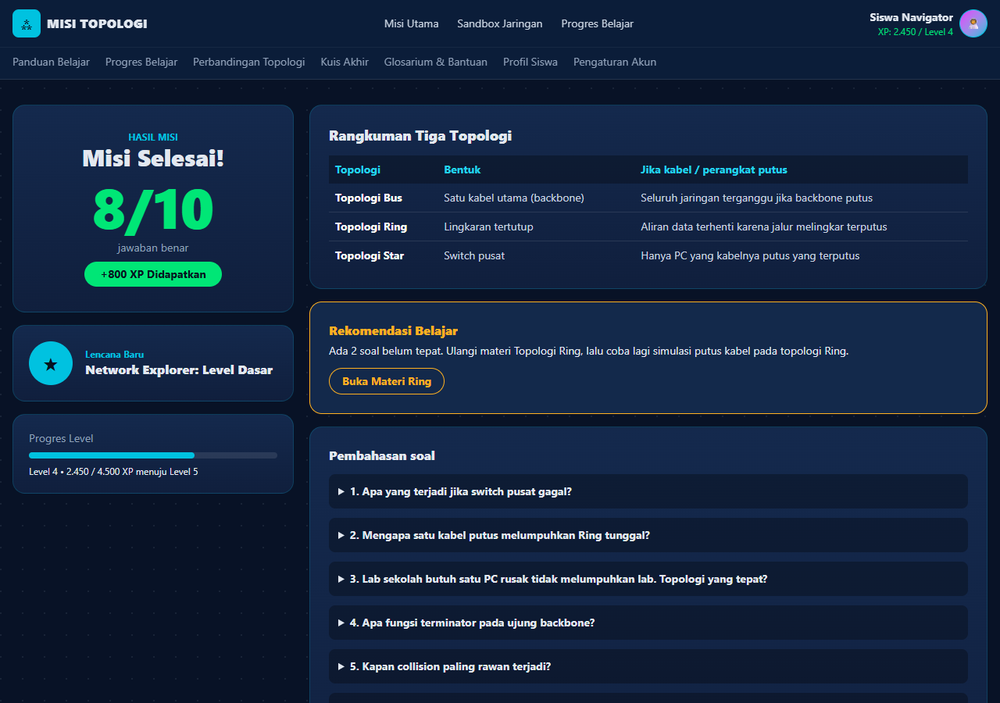 MISI TOPOLOGI
Misi Utama
Sandbox Jaringan
Progres Belajar
Siswa Navigator
XP: 2.450 / Level 4
Panduan Belajar
Progres Belajar
Perbandingan Topologi
Kuis Akhir
Glosarium & Bantuan
Profil Siswa
Pengaturan Akun
HASIL MISI
Misi Selesai!
8/10
jawaban benar
+800 XP Didapatkan
Lencana Baru
Network Explorer: Level Dasar
Progres Level
Level 4 • 2.450 / 4.500 XP menuju Level 5
Rangkuman Tiga Topologi
Topologi Bentuk Jika kabel / perangkat putus
Topologi Bus Satu kabel utama (backbone) Seluruh jaringan terganggu jika backbone putus
Topologi Ring Lingkaran tertutup Aliran data terhenti karena jalur melingkar terputus
Topologi Star Switch pusat Hanya PC yang kabelnya putus yang terputus
Rekomendasi Belajar
Ada 2 soal belum tepat. Ulangi materi Topologi Ring, lalu coba lagi simulasi putus kabel pada topologi Ring.
Buka Materi Ring
Pembahasan soal
1. Apa yang terjadi jika switch pusat gagal?
2. Mengapa satu kabel putus melumpuhkan Ring tunggal?
3. Lab sekolah butuh satu PC rusak tidak melumpuhkan lab. Topologi yang tepat?
4. Apa fungsi terminator pada ujung backbone?
5. Kapan collision paling rawan terjadi?